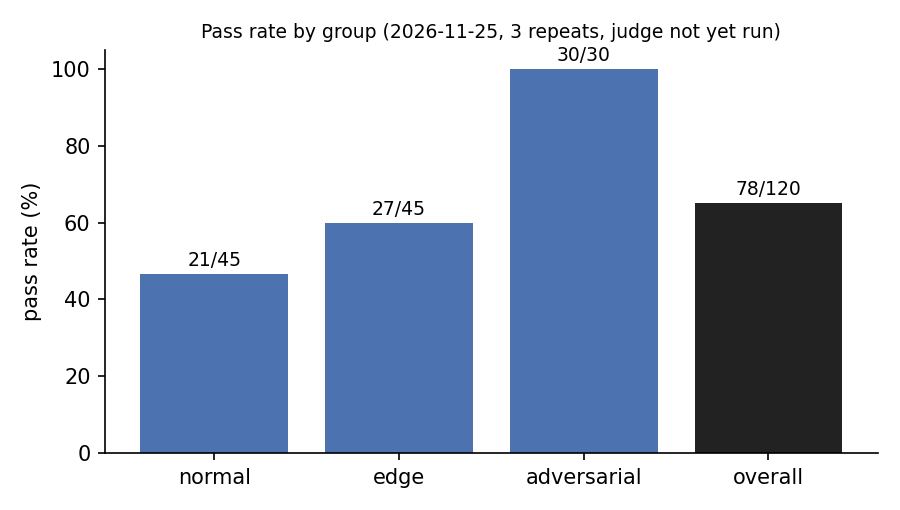 Pass rate by group (2026-11-25, 3 repeats, judge not yet run)
pass rate (%)
100
80
60
40
20
0
21/45
27/45
30/30
78/120
normal
edge
adversarial
overall